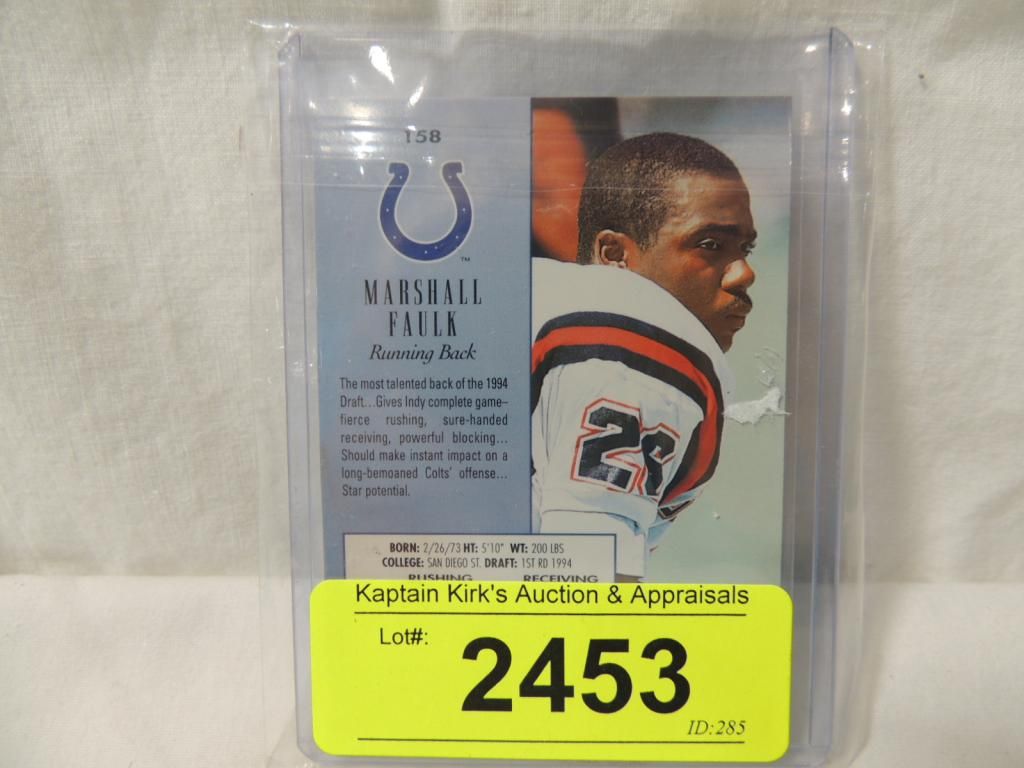 158
TM
MARSHALL
FAULK
Running Back
The most talented back of the 1994
Draft...Gives Indy complete game–
fierce rushing, sure-handed
receiving, powerful blocking...
Should make instant impact on a
long-bemoaned Colts' offense...
Star potential.
28
BORN: 2/26/73 HT: 5'10" WT: 200 LBS
COLLEGE: SAN DIEGO ST. DRAFT: 1ST RD 1994
RUSHING RECEIVING
Kaptain Kirk's Auction & Appraisals
Lot#:
2453
ID:285